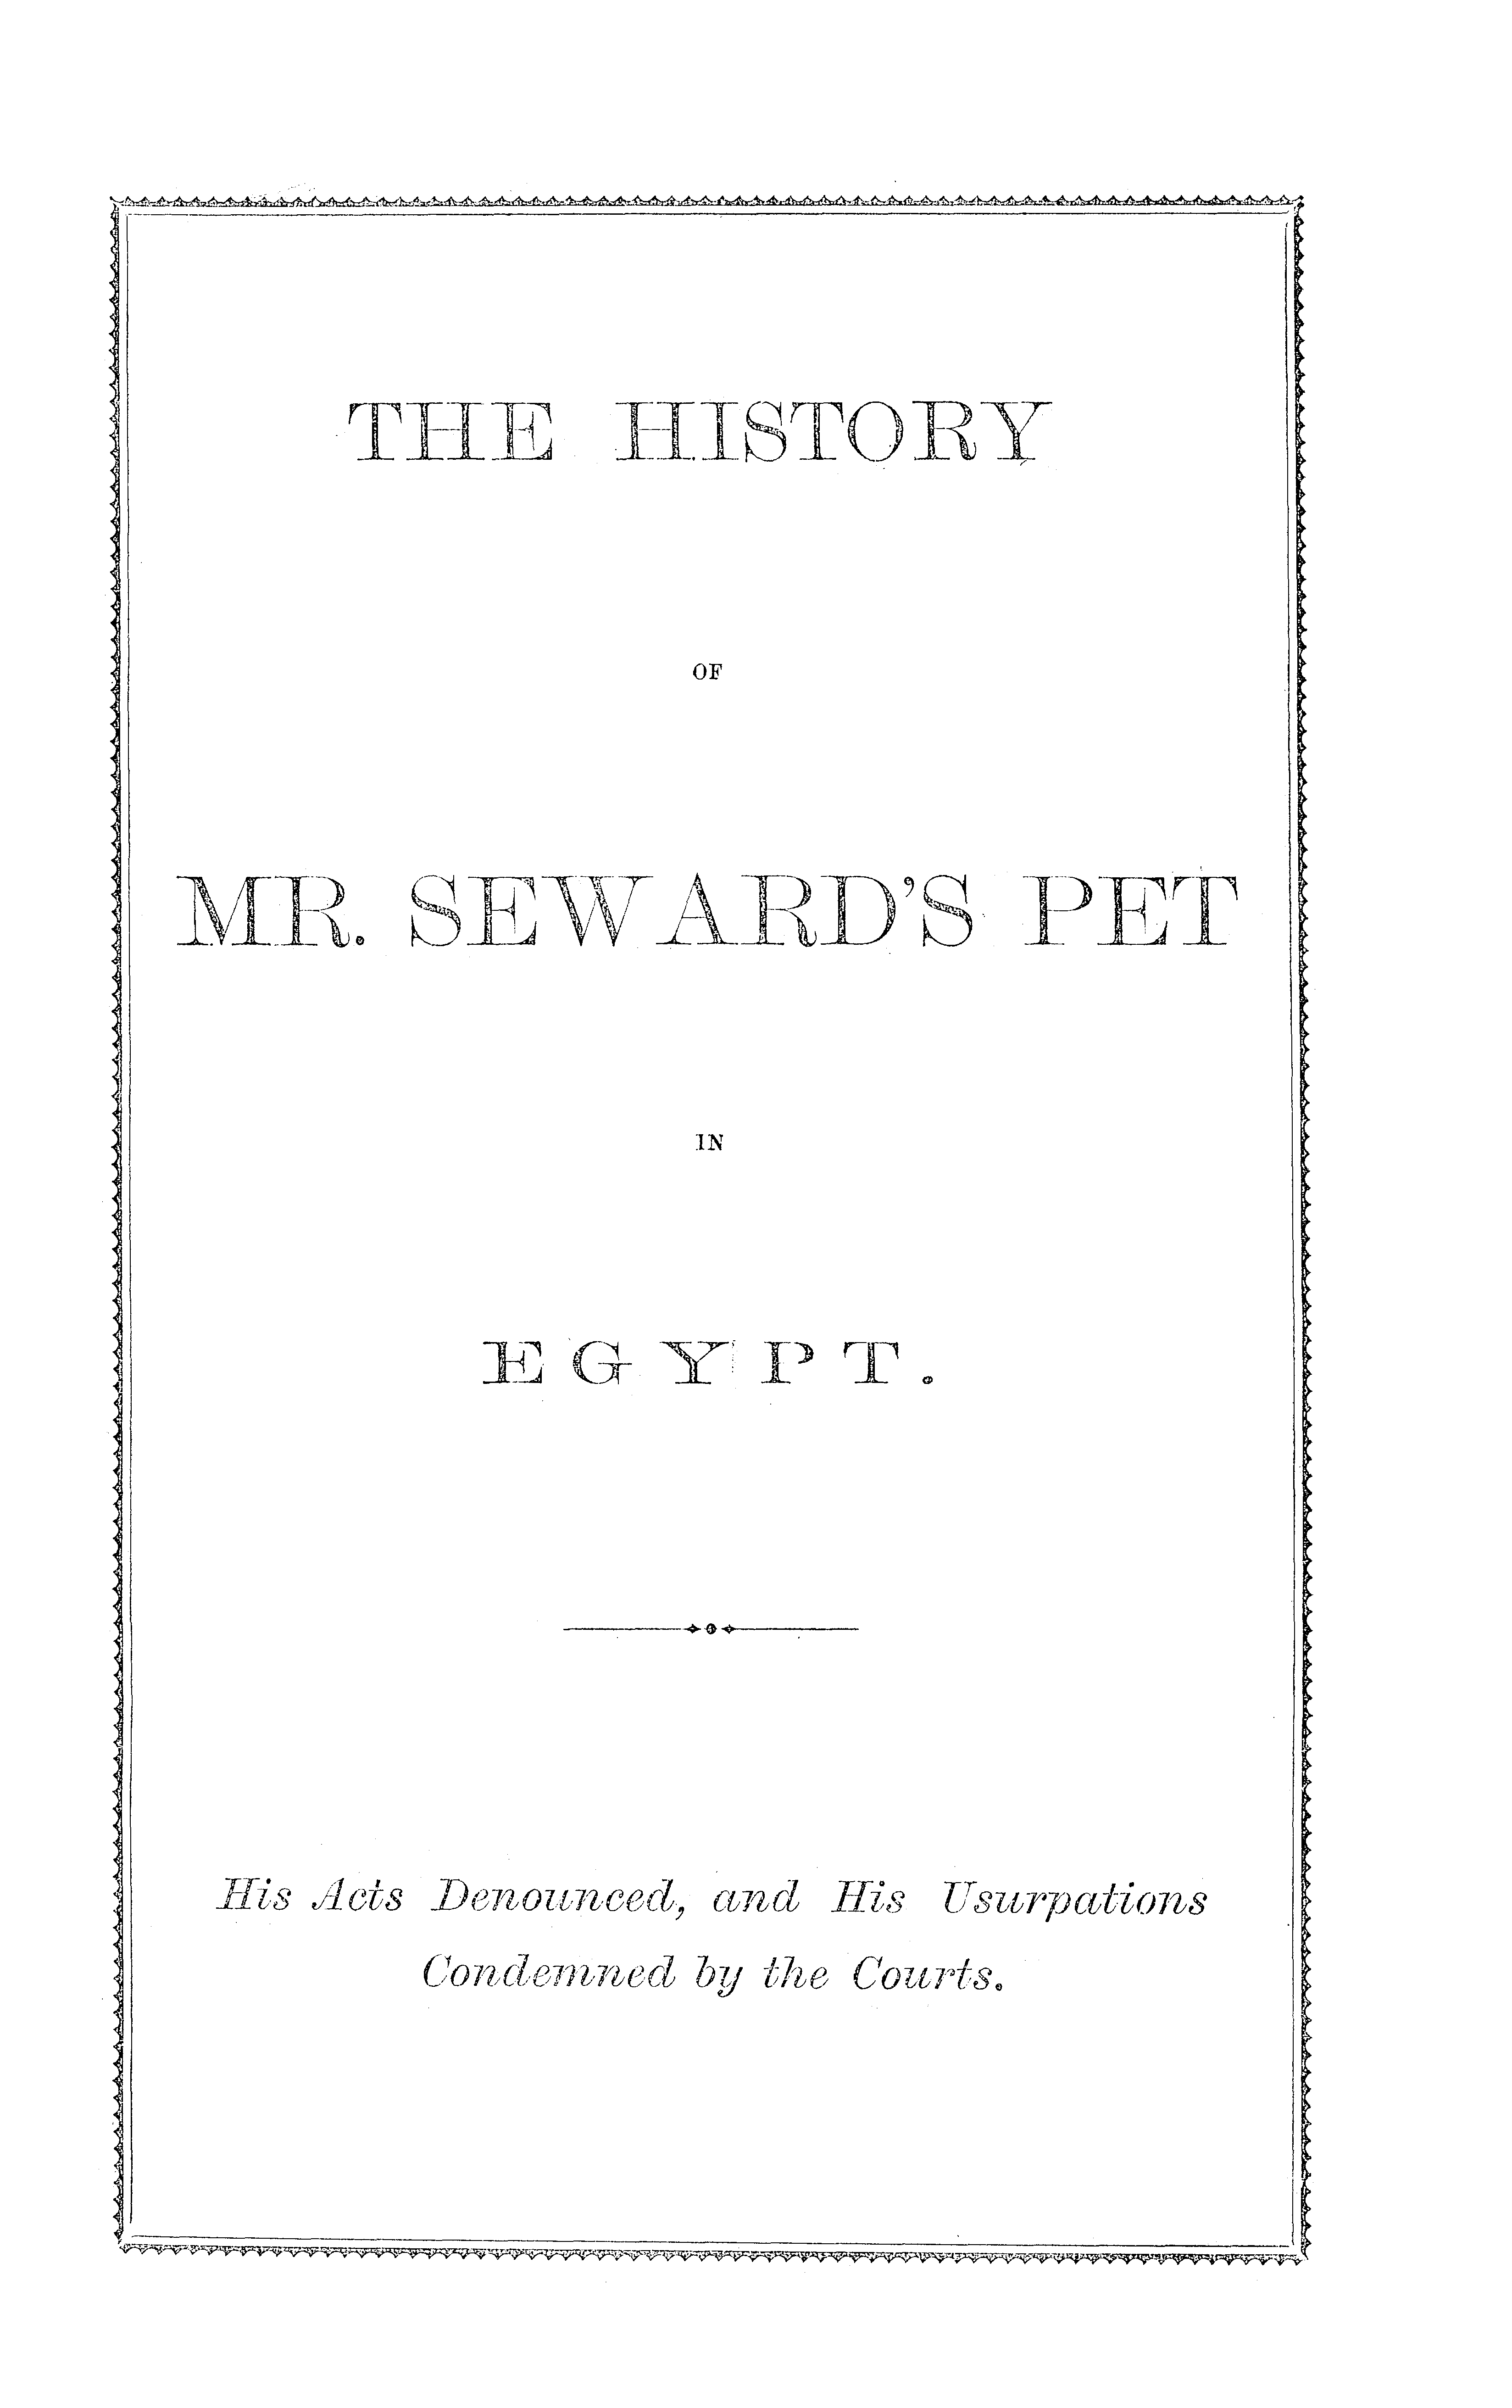 THE HISTORY
OF
MR. SEWARD'S PET
IN
EGYPT.
His Acts Denounced, and His Usurpations
Condemned by the Courts.